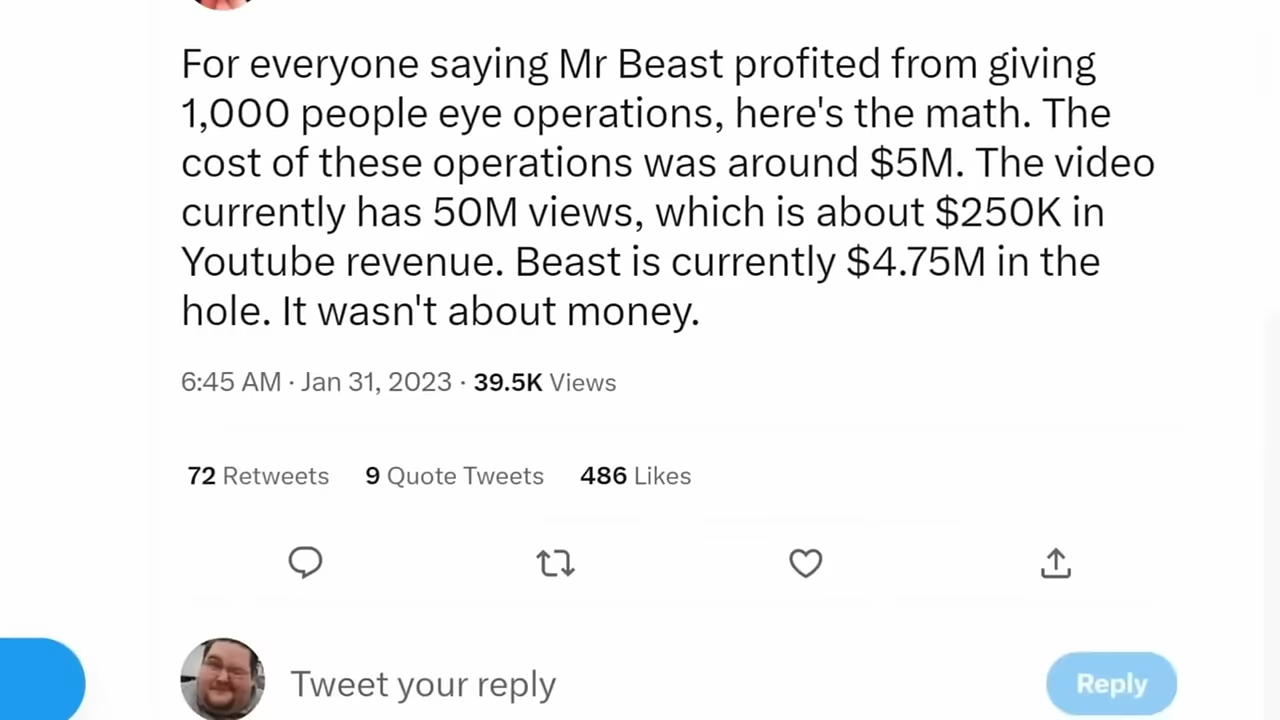 For everyone saying Mr Beast profited from giving
1,000 people eye operations, here's the math. The
cost of these operations was around $5M. The video
currently has 50M views, which is about $250K in
Youtube revenue. Beast is currently $4.75M in the
hole. It wasn't about money.
6:45 AM · Jan 31, 2023 · 39.5K Views
72 Retweets 9 Quote Tweets 486 Likes
Tweet your reply
Reply